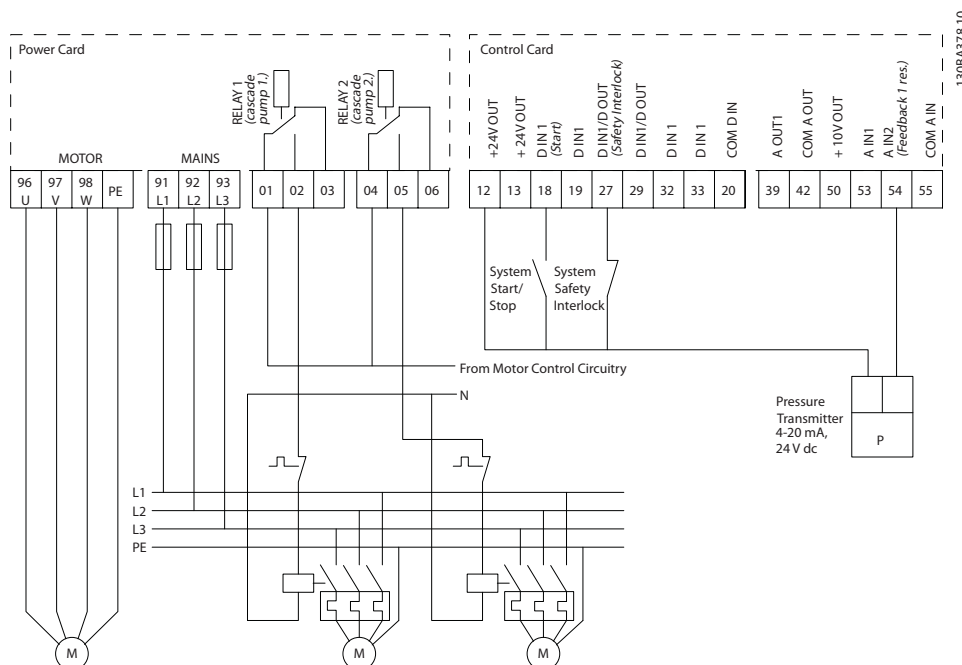 130BA378.10
Power Card
Control Card
RELAY 1
(cascade
pump 1.)
RELAY 2
(cascade
pump 2.)
+24V OUT
+ 24V OUT
D IN 1
(Start)
D IN1
D IN1/D OUT
(Safety Interlock)
D IN1/D OUT
D IN 1
D IN 1
COM D IN
A OUT1
COM A OUT
+ 10V OUT
A IN1
A IN2
(Feedback 1 res.)
COM A IN
MOTOR
MAINS
96 97 98 PE 91 92 93 01 02 03 04 05 06 12 13 18 19 27 29 32 33 20 39 42 50 53 54 55
U V W L1 L2 L3
System
Start/
Stop
System
Safety
Interlock
From Motor Control Circuitry
N
Pressure
Transmitter
4-20 mA,
24 V dc
P
L1
L2
L3
PE
M M M